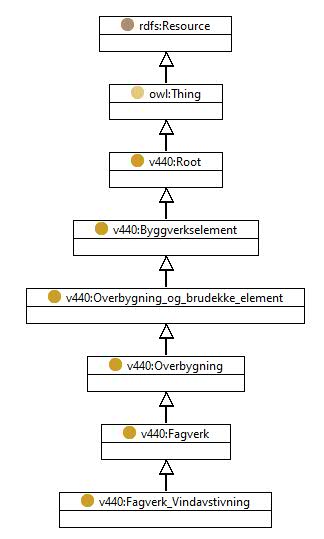 rdfs:Resource
owl:Thing
v440:Root
v440:Byggverkselement
v440:Overbygning_og_brudekke_element
v440:Overbygning
v440:Fagverk
v440:Fagverk_Vindavstivning